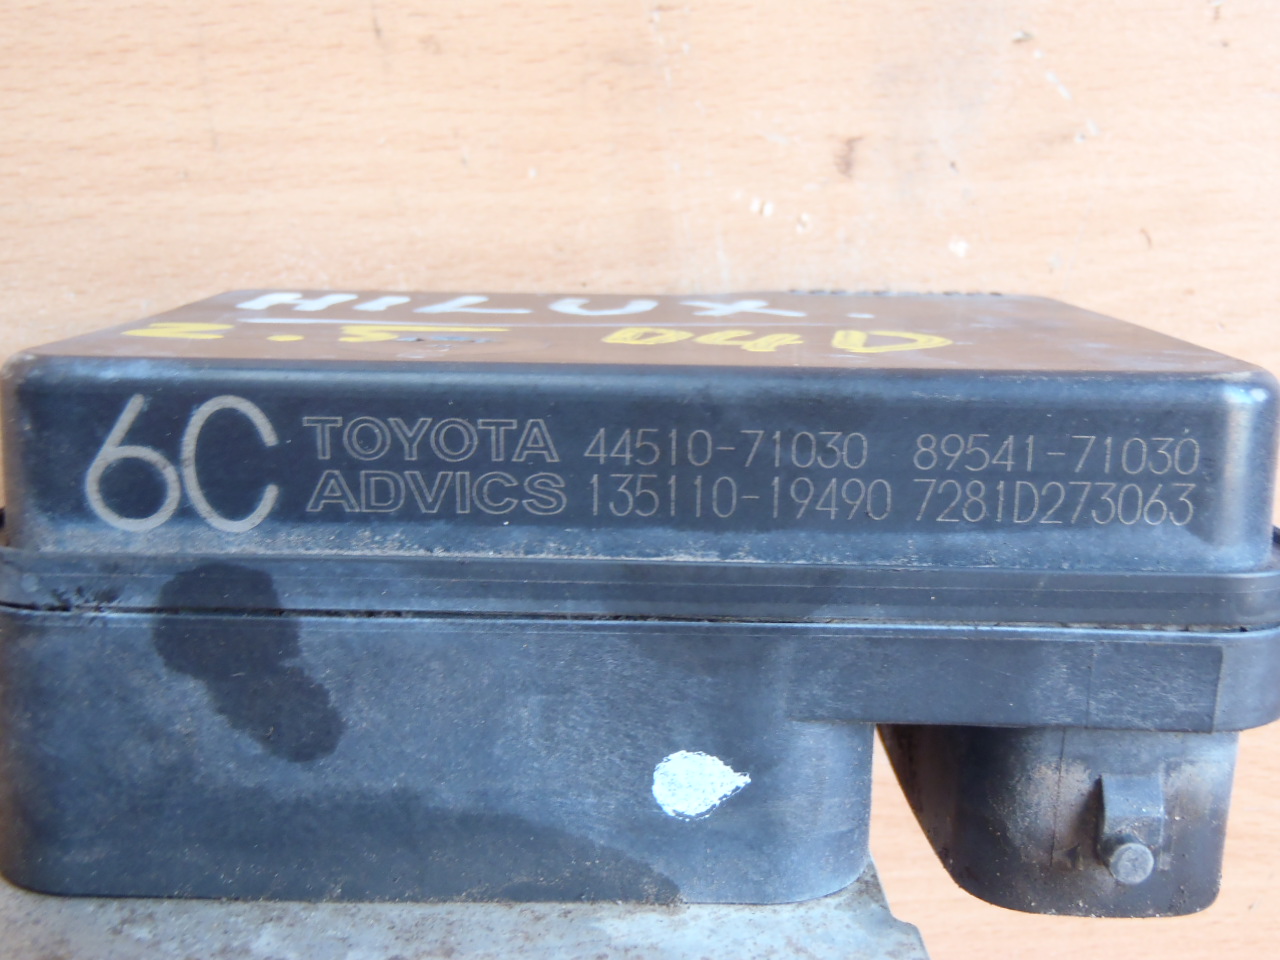 HILUX.
2.5 D4D
6C TOYOTA 44510-71030 89541-71030
ADVICS 135110-19490 7281D273063